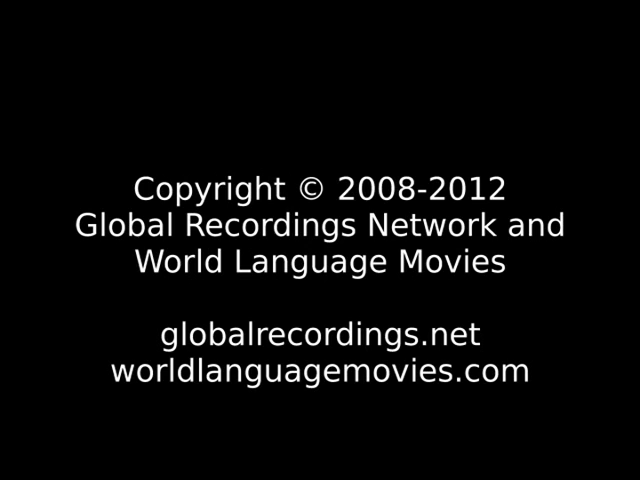 Copyright © 2008-2012
Global Recordings Network and
World Language Movies
globalrecordings.net
worldlanguagemovies.com